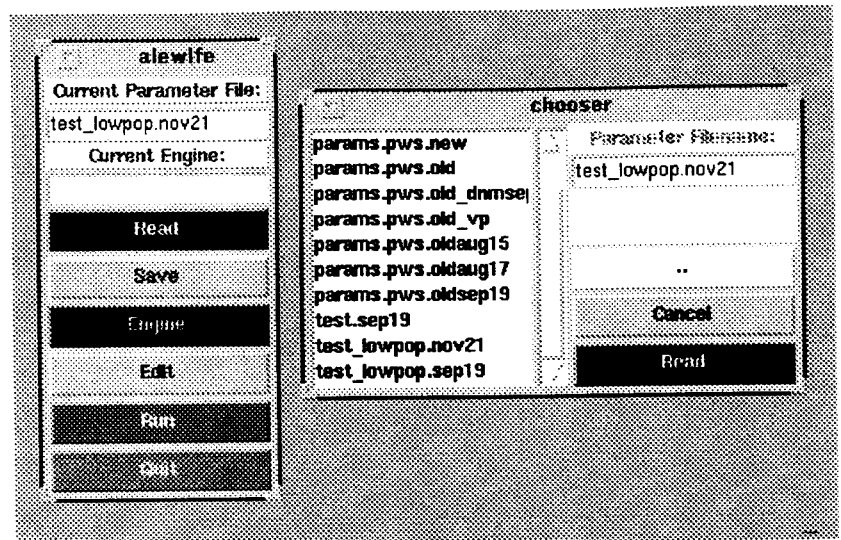 alewife
Current Parameter File:
test_lowpop.nov21
Current Engine:
Read
Save
Engine
Edit
Run
Quit
chooser
params.pws.new
params.pws.old
params.pws.old_dnmsep
params.pws.old_vp
params.pws.oldaug15
params.pws.oldaug17
params.pws.oldsep19
test.sep19
test_lowpop.nov21
test_lowpop.sep19
Parameter Filename:
test_lowpop.nov21
..
Cancel
Read